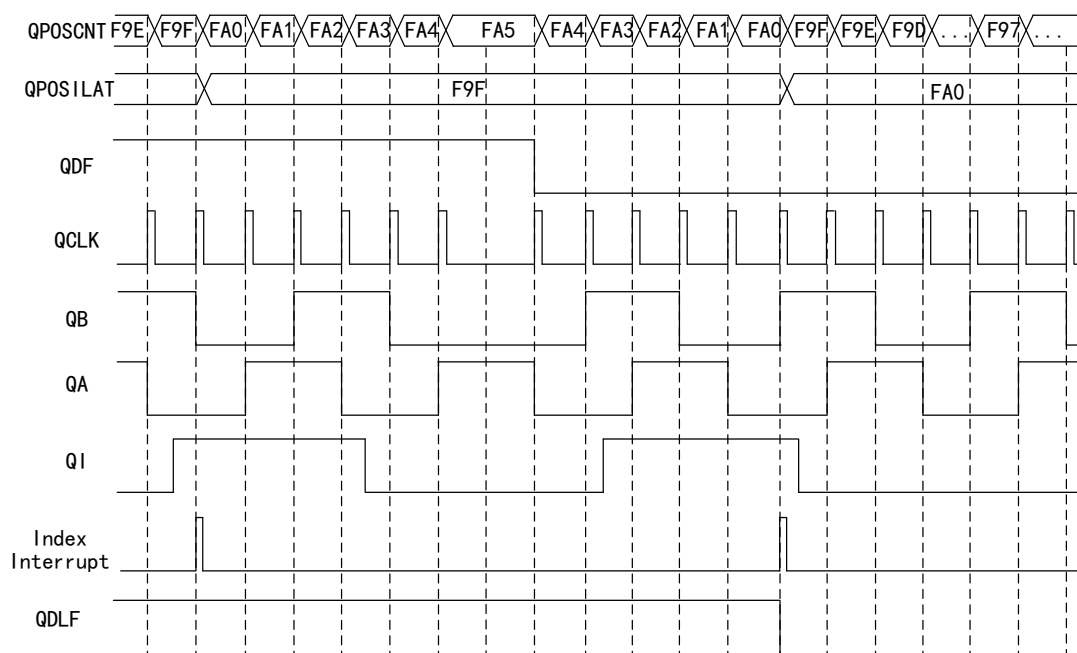 QPOSCNT F9E F9F FA0 FA1 FA2 FA3 FA4 FA5 FA4 FA3 FA2 FA1 FA0 F9F F9E F9D ... F97 ...
QPOSILAT F9F FA0
QDF
QCLK
QB
QA
QI
Index
Interrupt
QDLF